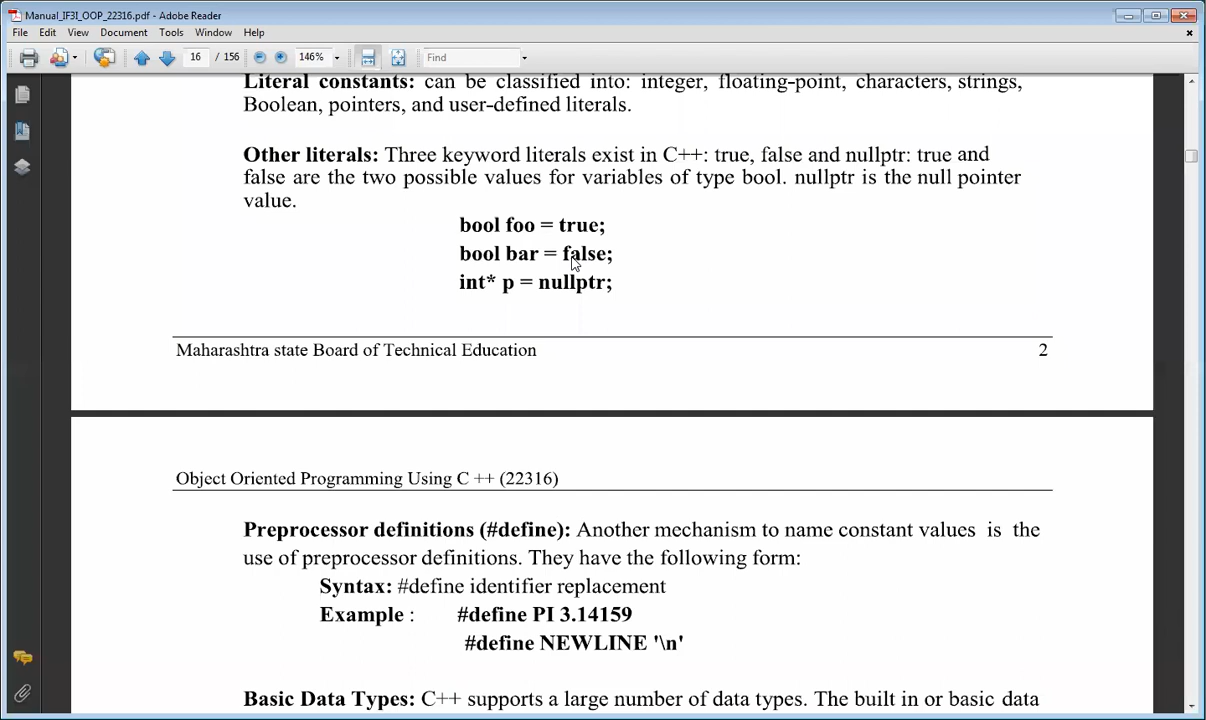 Manual_IF3I_OOP_22316.pdf - Adobe Reader
File Edit View Document Tools Window Help
16 / 156 146% Find
Literal constants: can be classified into: integer, floating-point, characters, strings,
Boolean, pointers, and user-defined literals.
Other literals: Three keyword literals exist in C++: true, false and nullptr: true and
false are the two possible values for variables of type bool. nullptr is the null pointer
value.
bool foo = true;
bool bar = false;
int* p = nullptr;
Maharashtra state Board of Technical Education 2
Object Oriented Programming Using C ++ (22316)
Preprocessor definitions (#define): Another mechanism to name constant values is the
use of preprocessor definitions. They have the following form:
Syntax: #define identifier replacement
Example : #define PI 3.14159
#define NEWLINE '\n'
Basic Data Types: C++ supports a large number of data types. The built in or basic data